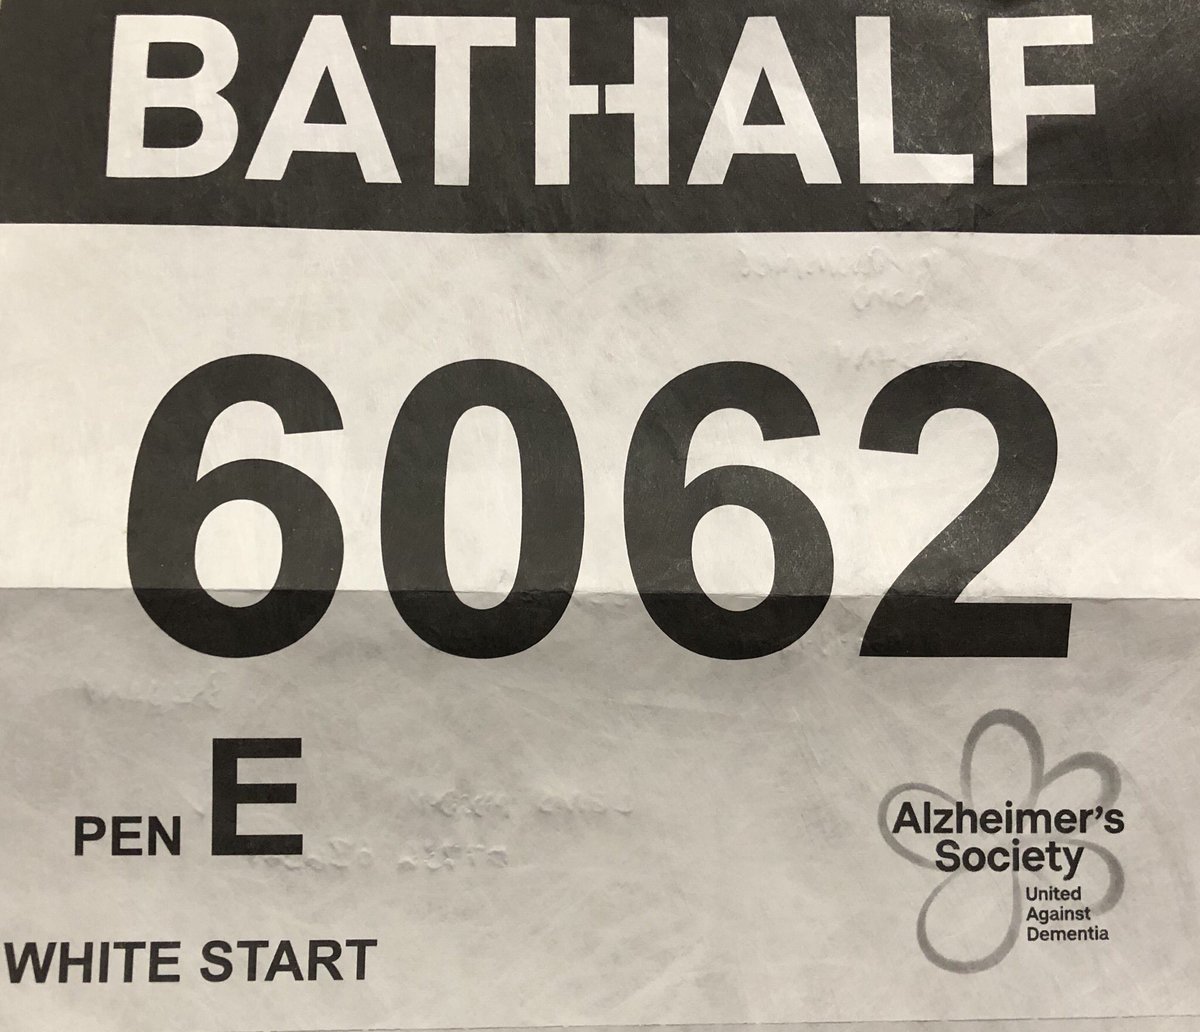 BATHALF
6062
PEN E
WHITE START
Alzheimer's
Society
United
Against
Dementia